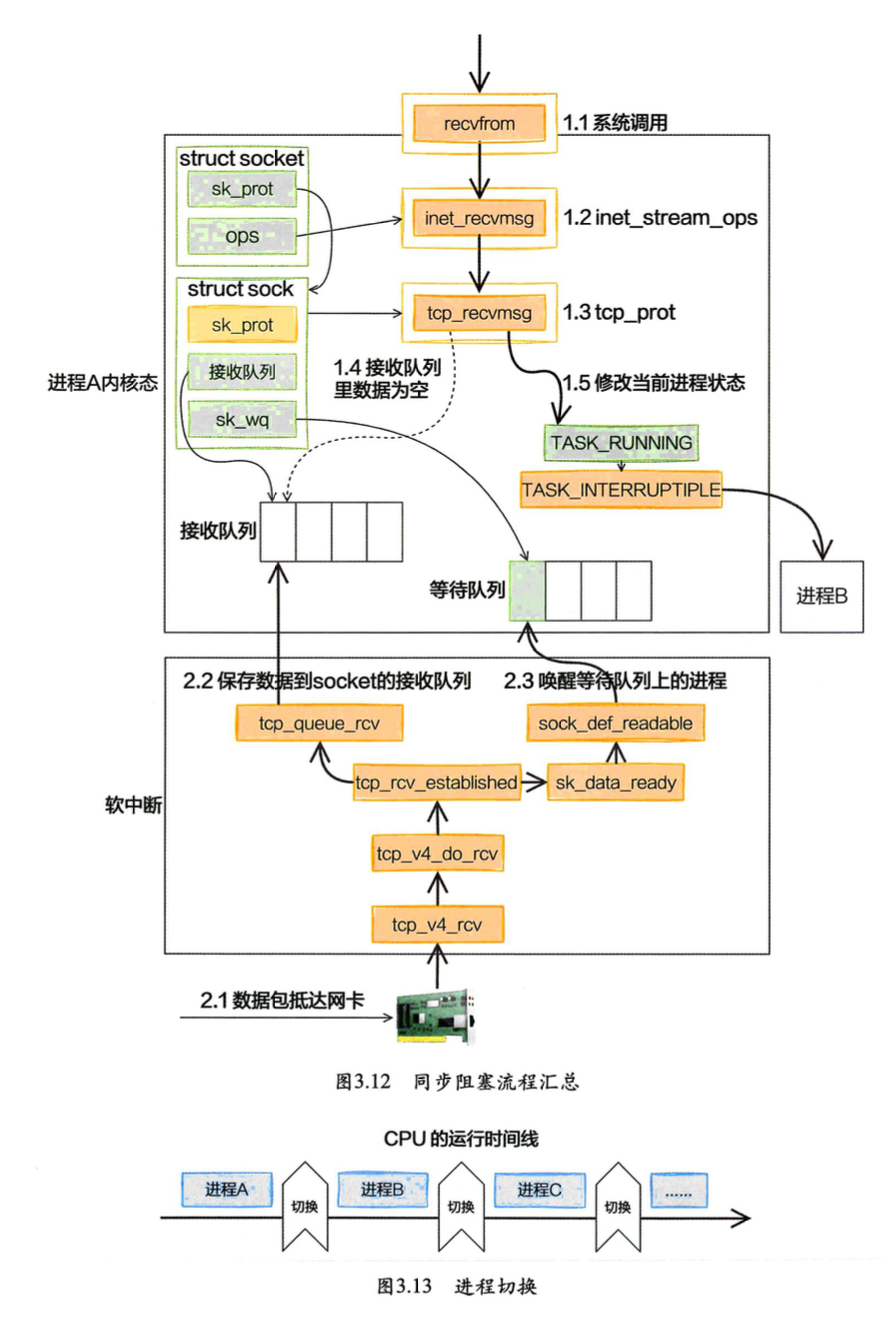 recvfrom
1.1 系统调用
struct socket
sk_prot
ops
inet_recvmsg
1.2 inet_stream_ops
struct sock
sk_prot
接收队列
sk_wq
tcp_recvmsg
1.3 tcp_prot
进程A内核态
1.4 接收队列
里数据为空
1.5 修改当前进程状态
TASK_RUNNING
TASK_INTERRUPTIPLE
接收队列
等待队列
进程B
2.2 保存数据到socket的接收队列
2.3 唤醒等待队列上的进程
tcp_queue_rcv
sock_def_readable
tcp_rcv_established
sk_data_ready
软中断
tcp_v4_do_rcv
tcp_v4_rcv
2.1 数据包抵达网卡
图3.12 同步阻塞流程汇总
CPU 的运行时间线
进程A
切换
进程B
切换
进程C
切换
......
图3.13 进程切换